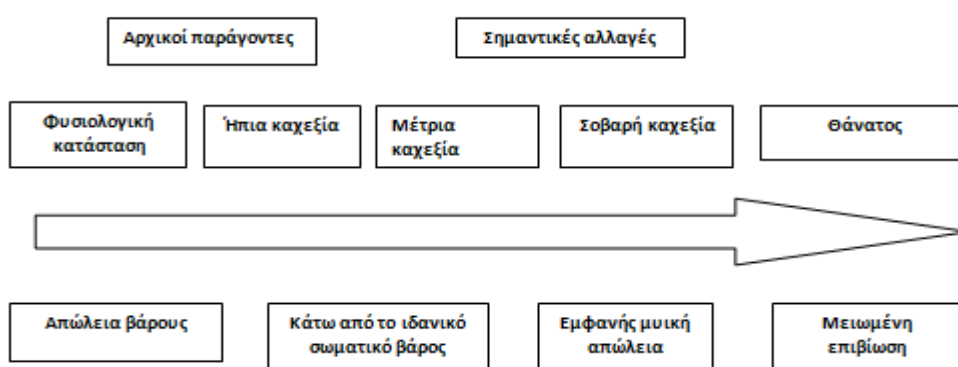 Αρχικοί παράγοντες
Σημαντικές αλλαγές
Φυσιολογική
κατάσταση
Ήπια καχεξία
Μέτρια
καχεξία
Σοβαρή καχεξία
Θάνατος
Απώλεια βάρους
Κάτω από το ιδανικό
σωματικό βάρος
Εμφανής μυική
απώλεια
Μειωμένη
επιβίωση